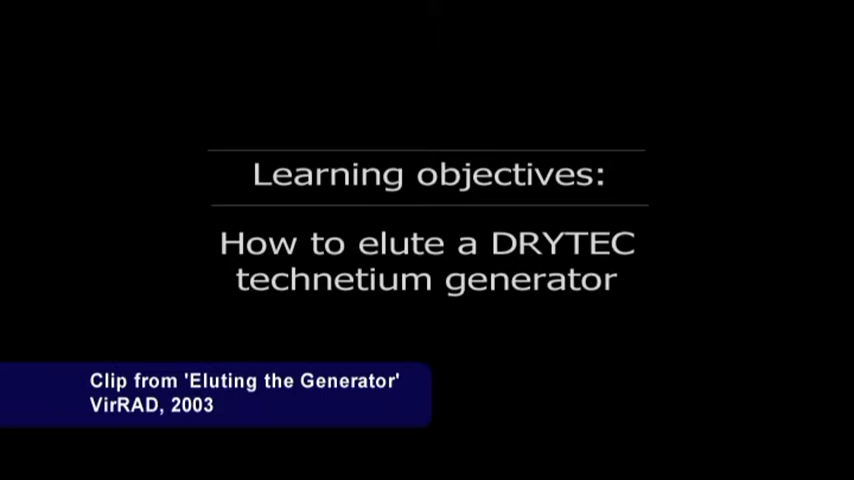 Learning objectives:
How to elute a DRYTEC
technetium generator
Clip from 'Eluting the Generator'
VirRAD, 2003